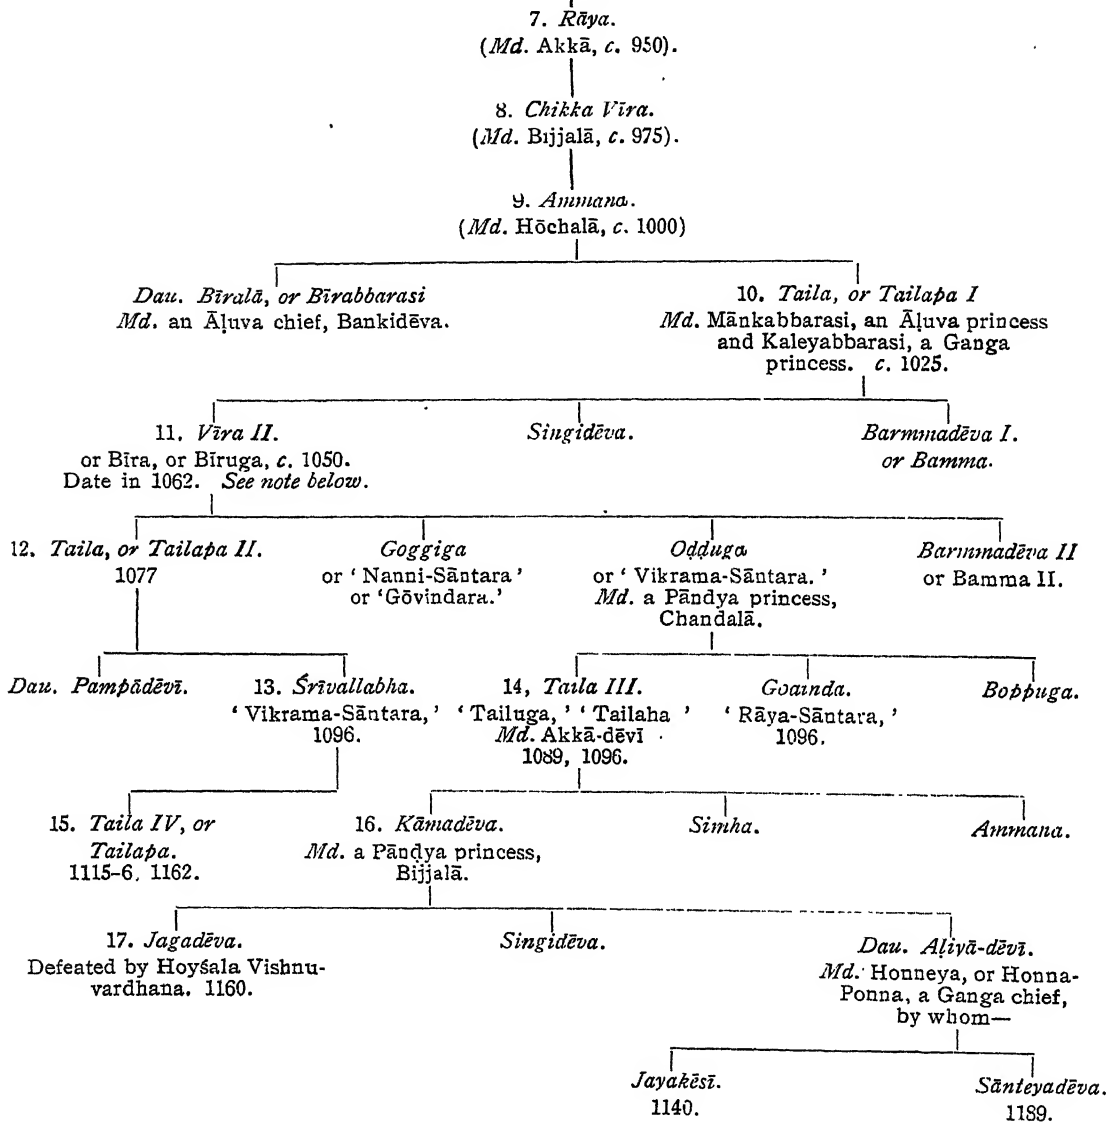 7. Rāya.
(Md. Akkā, c. 950).
8. Chikka Vīra.
(Md. Bijjalā, c. 975).
9. Ammana.
(Md. Hōchalā, c. 1000)
Dau. Bīralā, or Bīrabbarasi
Md. an Āḷuva chief, Bankidēva.
10. Taila, or Tailapa I
Md. Mānkabbarasi, an Āḷuva princess
and Kaleyabbarasi, a Ganga
princess. c. 1025.
11. Vīra II.
or Bīra, or Bīruga, c. 1050.
Date in 1062. See note below.
Singidēva.
Barmmadēva I.
or Bamma.
12. Taila, or Tailapa II.
1077
Goggiga
or ‘ Nanni-Sāntara’
or ‘Gōvindara.’
Oḍḍuga
or ‘ Vikrama-Sāntara. ’
Md. a Pāndya princess,
Chandalā.
Barmmadēva II
or Bamma II.
Dau. Pampādēvī.
13. Śrīvallabha.
‘ Vikrama-Sāntara,’
1096.
14, Taila III.
‘ Tailuga, ’ ‘ Tailaha ’
Md. Akkā-dēvī
1089, 1096.
Govinda.
‘ Rāya-Sāntara, ’
1096.
Boppuga.
15. Taila IV, or
Tailapa.
1115-6, 1162.
16. Kāmadēva.
Md. a Pāṇḍya princess,
Bijjalā.
Simha.
Ammana.
17. Jagadēva.
Defeated by Hoyśala Vishnu-
vardhana. 1160.
Singidēva.
Dau. Aḷiyā-dēvī.
Md. Honneya, or Honna-
Ponna, a Ganga chief,
by whom—
Jayakēsī.
1140.
Sānteyadēva.
1189.